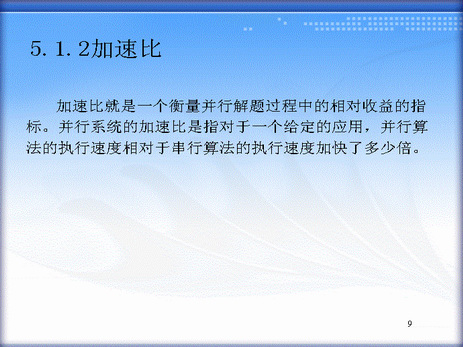 5.1.2加速比
加速比就是一个衡量并行解题过程中的相对收益的指
标。并行系统的加速比是指对于一个给定的应用，并行算
法的执行速度相对于串行算法的执行速度加快了多少倍。
9